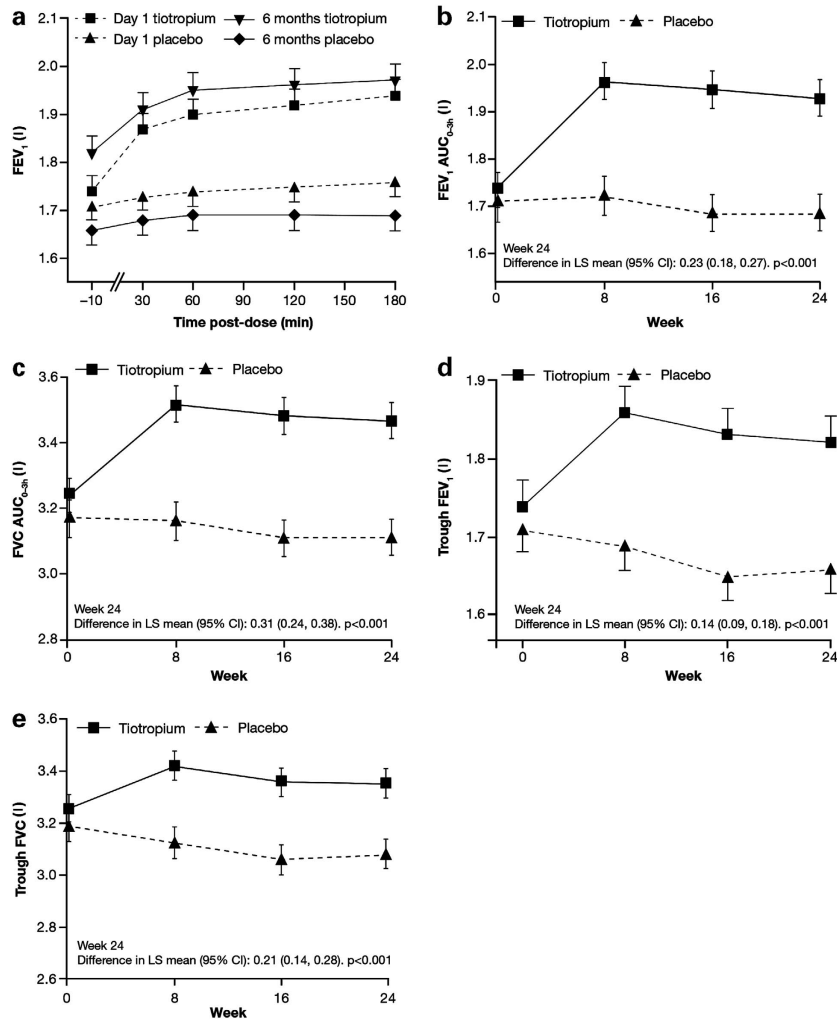 a
Day 1 tiotropium
6 months tiotropium
Day 1 placebo
6 months placebo
2.1
2.0
1.9
1.8
1.7
1.6
FEV1 (l)
–10
30
60
90
120
150
180
Time post-dose (min)
b
Tiotropium
Placebo
2.1
2.0
1.9
1.8
1.7
1.6
FEV1 AUC0-3h (l)
Week 24
Difference in LS mean (95% CI): 0.23 (0.18, 0.27). p<0.001
0
8
16
24
Week
c
Tiotropium
Placebo
3.6
3.4
3.2
3.0
2.8
FVC AUC0-3h (l)
Week 24
Difference in LS mean (95% CI): 0.31 (0.24, 0.38). p<0.001
0
8
16
24
Week
d
Tiotropium
Placebo
1.9
1.8
1.7
1.6
Trough FEV1 (l)
Week 24
Difference in LS mean (95% CI): 0.14 (0.09, 0.18). p<0.001
0
8
16
24
Week
e
Tiotropium
Placebo
3.6
3.4
3.2
3.0
2.8
2.6
Trough FVC (l)
Week 24
Difference in LS mean (95% CI): 0.21 (0.14, 0.28). p<0.001
0
8
16
24
Week